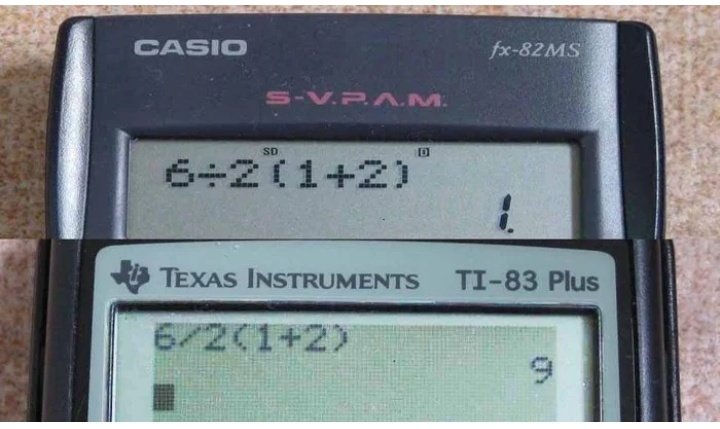 CASIO fx-82MS
S-V.P.A.M.
SD D
6÷2(1+2)
1.
TEXAS INSTRUMENTS TI-83 Plus
6/2(1+2)
9